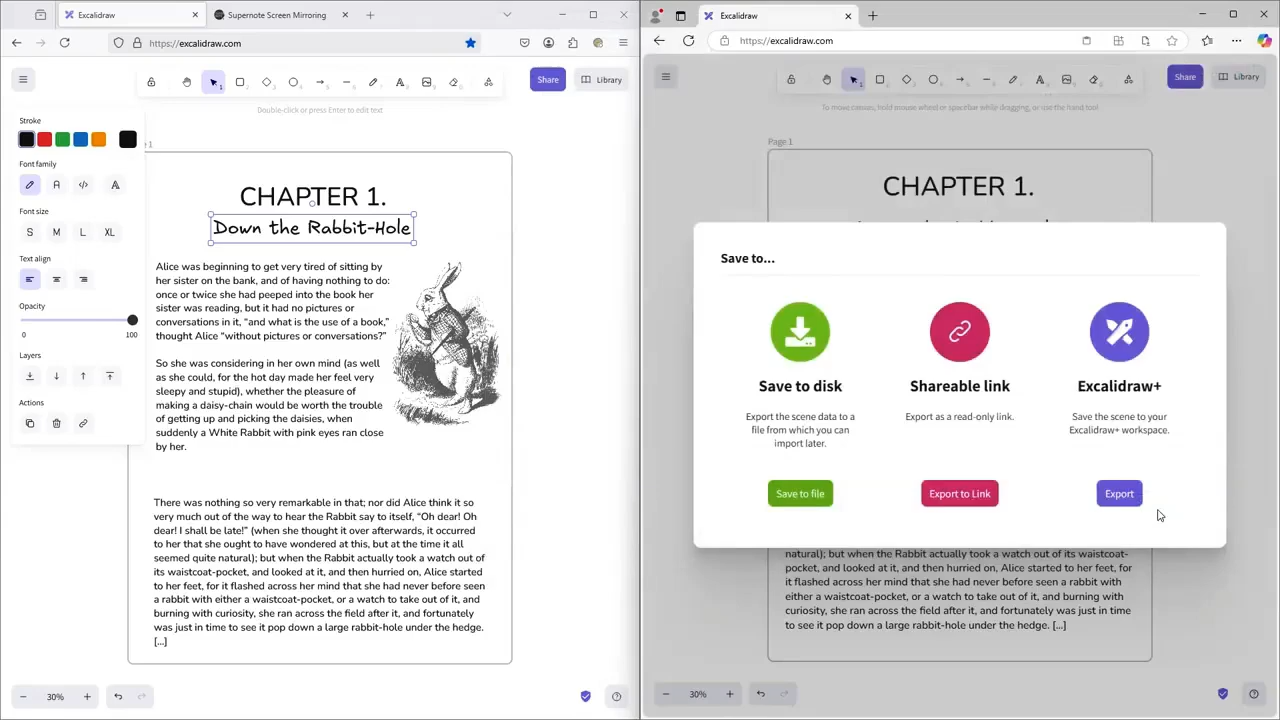 Excalidraw
Supernote Screen Mirroring
https://excalidraw.com
Share
Library
Double-click or press Enter to edit text
Stroke
Font family
Font size
S M L XL
Text align
Opacity
0 100
Layers
Actions
CHAPTER 1.
Down the Rabbit-Hole
Alice was beginning to get very tired of sitting by
her sister on the bank, and of having nothing to do:
once or twice she had peeped into the book her
sister was reading, but it had no pictures or
conversations in it, “and what is the use of a book,”
thought Alice “without pictures or conversations?”
So she was considering in her own mind (as well
as she could, for the hot day made her feel very
sleepy and stupid), whether the pleasure of
making a daisy-chain would be worth the trouble
of getting up and picking the daisies, when
suddenly a White Rabbit with pink eyes ran close
by her.
There was nothing so very remarkable in that; nor did Alice think it so
very much out of the way to hear the Rabbit say to itself, “Oh dear! Oh
dear! I shall be late!” (when she thought it over afterwards, it occurred
to her that she ought to have wondered at this, but at the time it all
seemed quite natural); but when the Rabbit actually took a watch out of
its waistcoat-pocket, and looked at it, and then hurried on, Alice started
to her feet, for it flashed across her mind that she had never before seen
a rabbit with either a waistcoat-pocket, or a watch to take out of it, and
burning with curiosity, she ran across the field after it, and fortunately
was just in time to see it pop down a large rabbit-hole under the hedge.
[...]
30%
Excalidraw
https://excalidraw.com
Share
Library
To move canvas, hold mouse wheel or spacebar while dragging, or use the hand tool
Page 1
CHAPTER 1.
Save to...
Save to disk
Export the scene data to a
file from which you can
import later.
Save to file
Shareable link
Export as a read-only link.
Export to Link
Excalidraw+
Save the scene to your
Excalidraw+ workspace.
Export
natural); but when the Rabbit actually took a watch out of its waistcoat-
pocket, and looked at it, and then hurried on, Alice started to her feet, for
it flashed across her mind that she had never before seen a rabbit with
either a waistcoat-pocket, or a watch to take out of it, and burning with
curiosity, she ran across the field after it, and fortunately was just in time
to see it pop down a large rabbit-hole under the hedge. [...]
30%